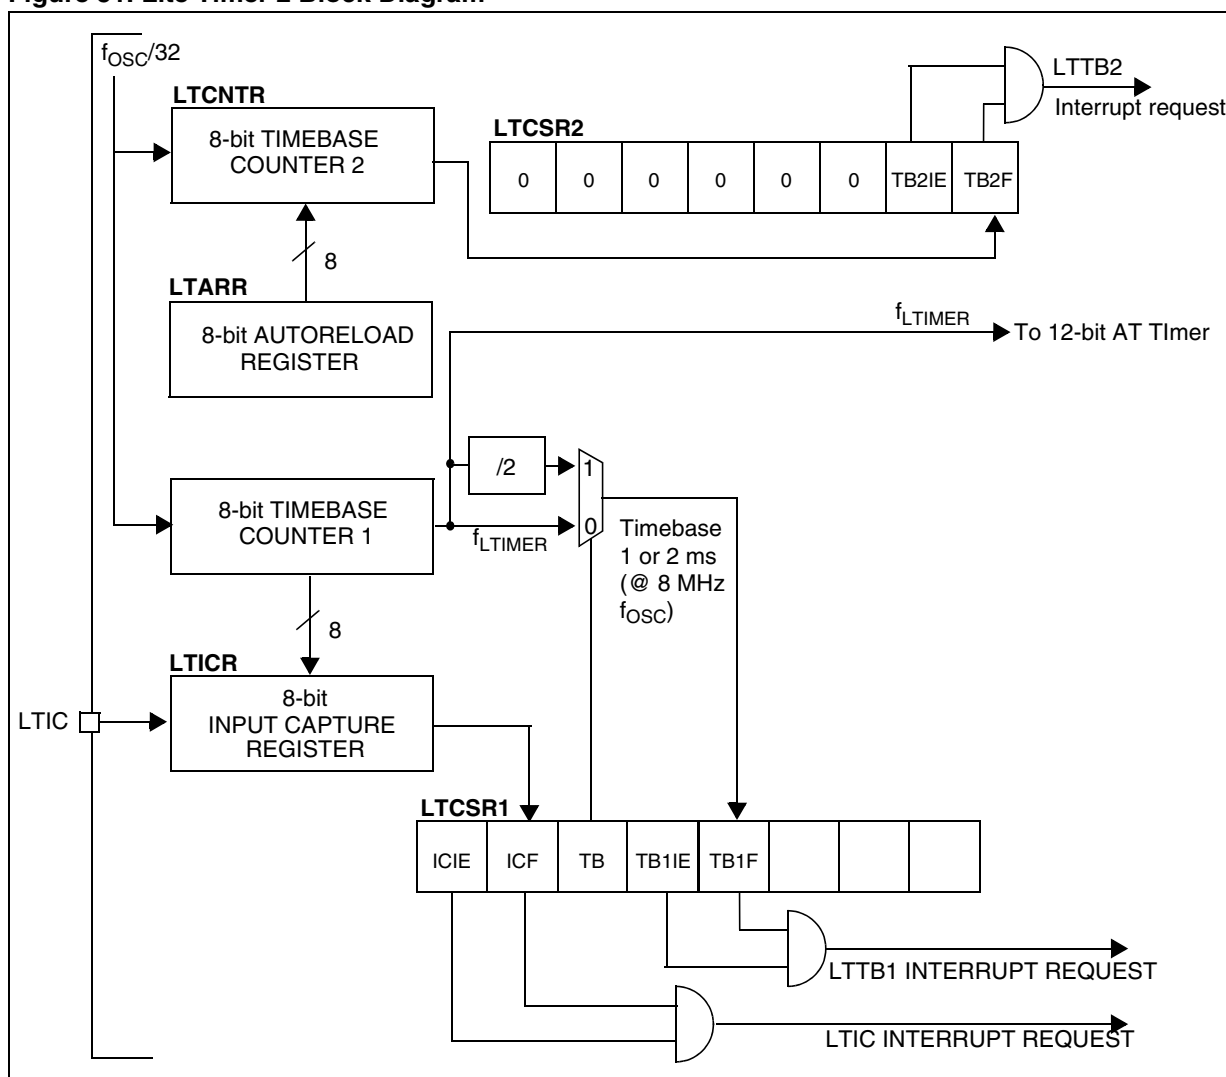 fOSC/32
LTCNTR
8-bit TIMEBASE
COUNTER 2
8
LTARR
8-bit AUTORELOAD
REGISTER
LTCSR2
0 0 0 0 0 0 TB2IE TB2F
LTTB2
Interrupt request
fLTIMER
To 12-bit AT TImer
8-bit TIMEBASE
COUNTER 1
/2
1
0
fLTIMER
Timebase
1 or 2 ms
(@ 8 MHz
fOSC)
8
LTICR
LTIC
8-bit
INPUT CAPTURE
REGISTER
LTCSR1
ICIE ICF TB TB1IE TB1F
LTTB1 INTERRUPT REQUEST
LTIC INTERRUPT REQUEST